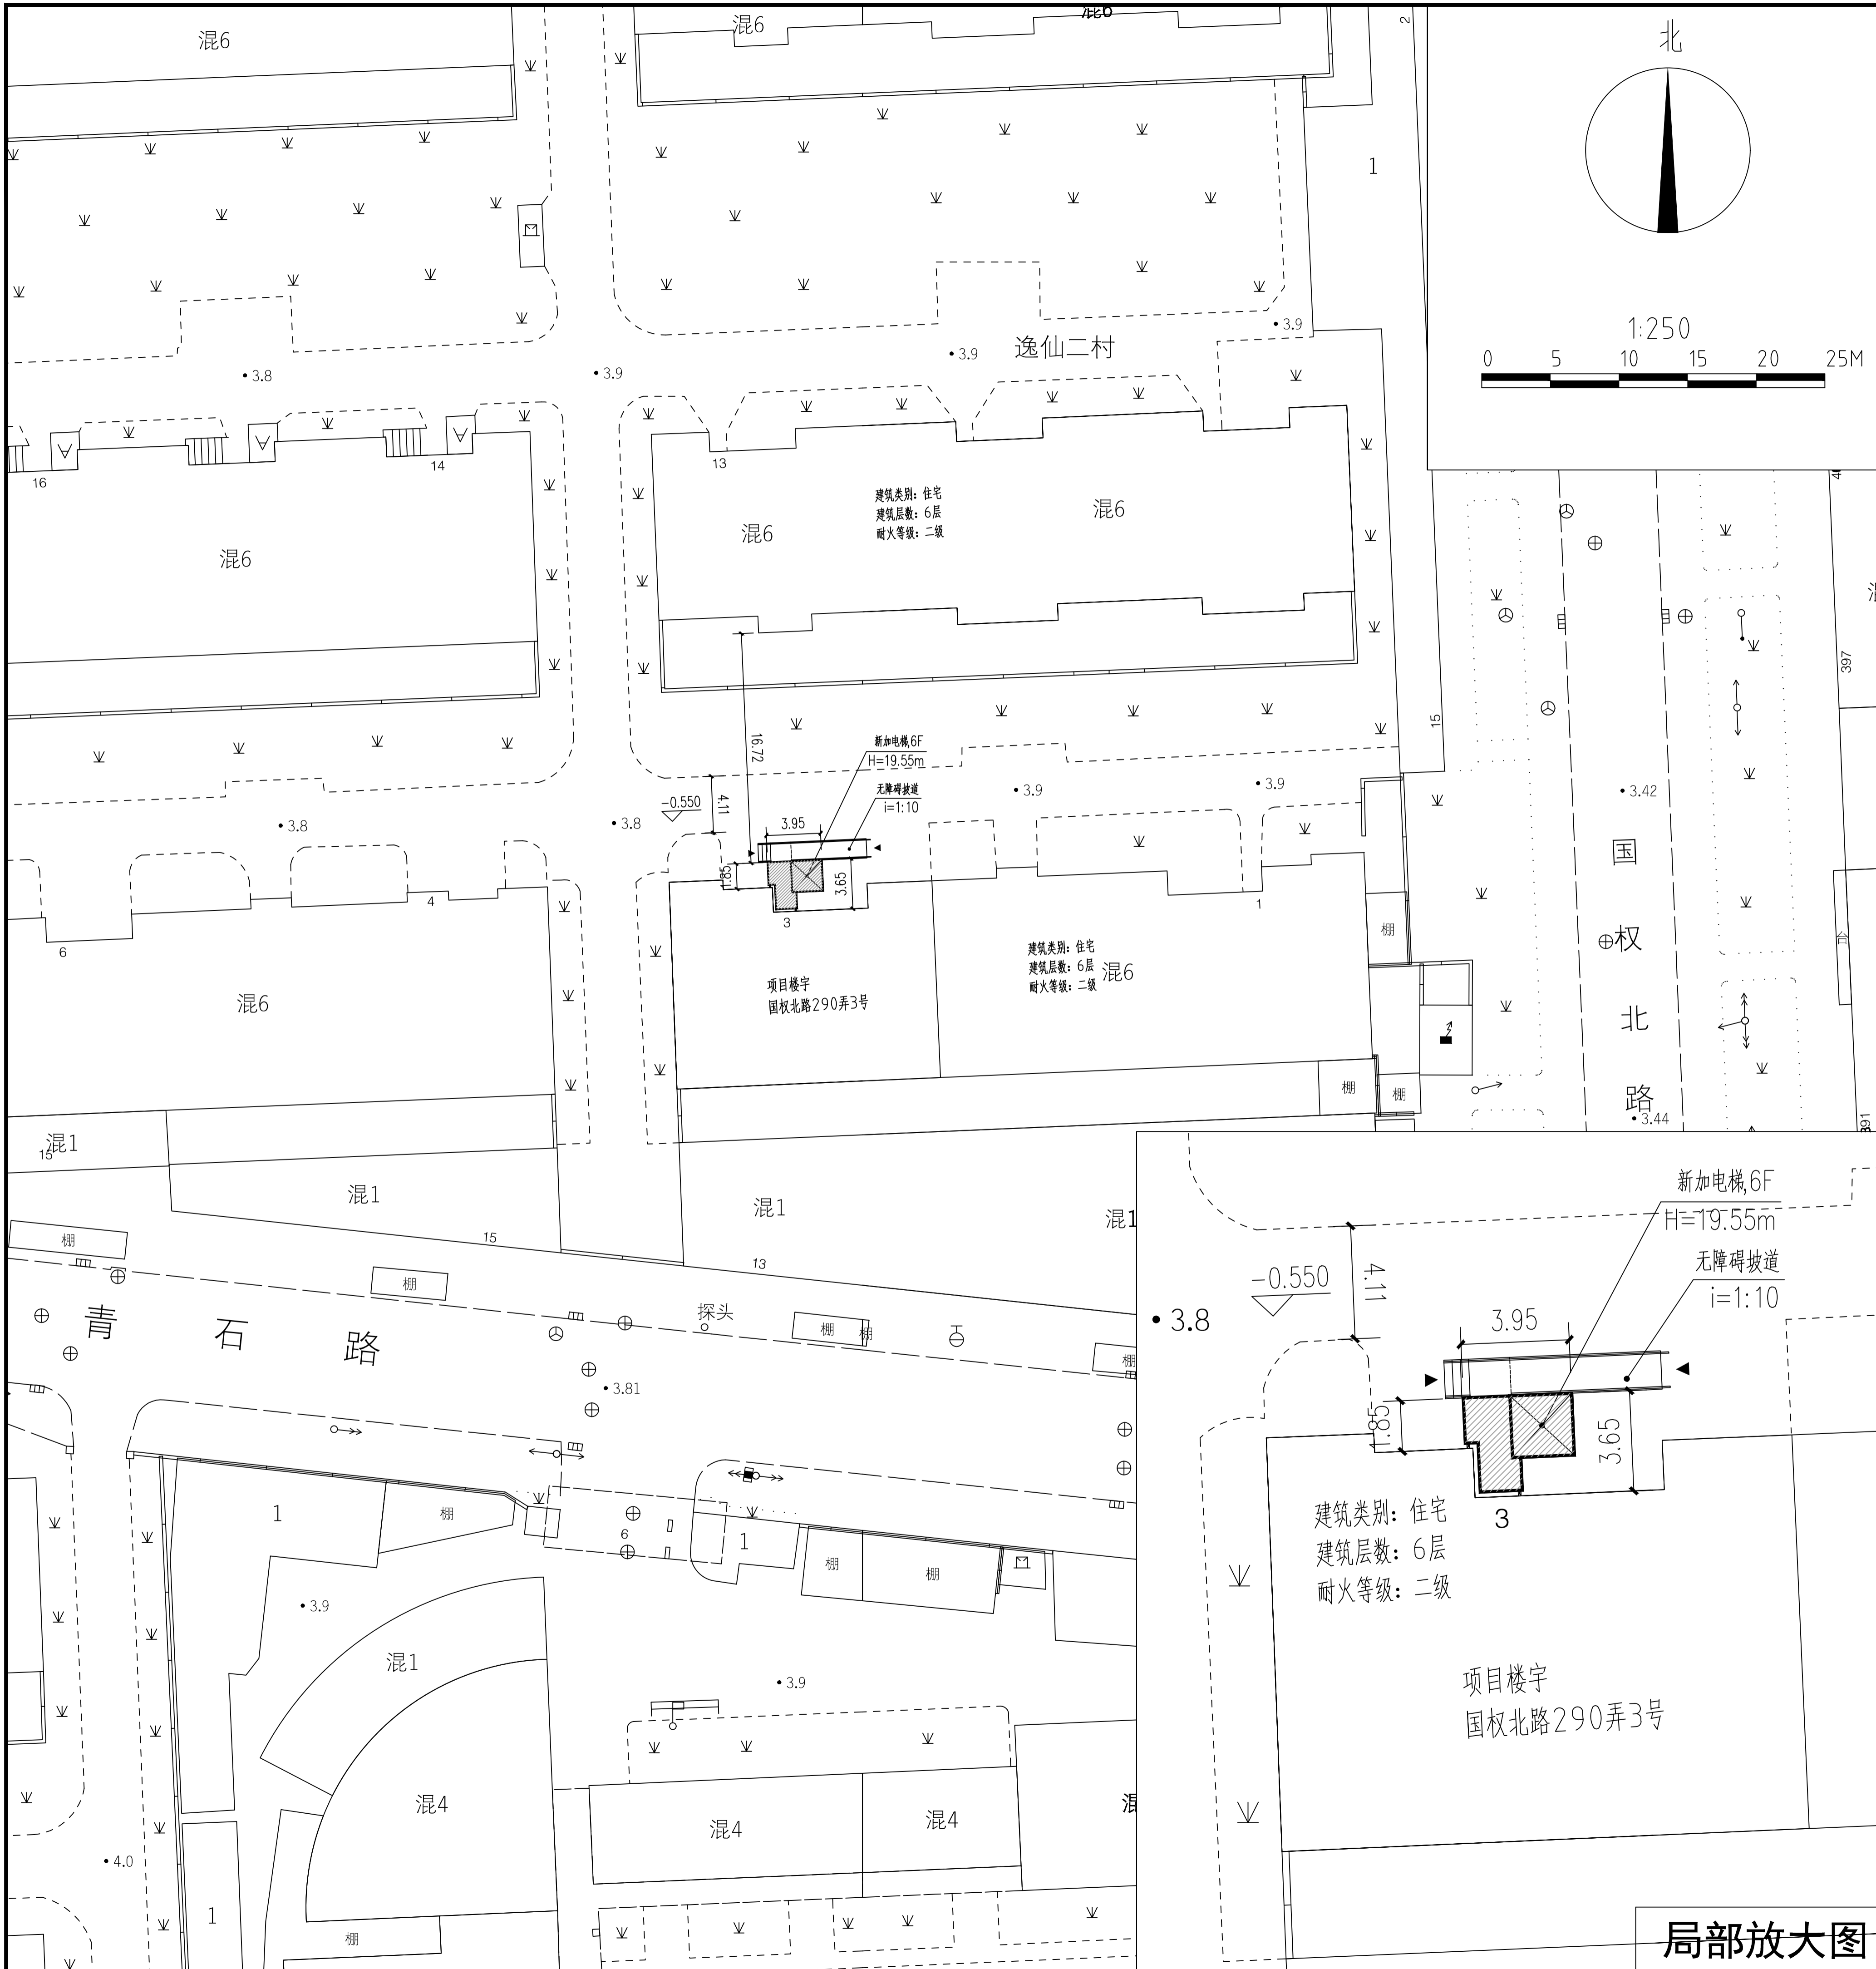 混6
混6
混6
2
北
1
1:250
0 5 10 15 20 25M
3.9
3.9
逸仙二村
3.8
3.9
13
14
16
建筑类别：住宅
建筑层数：6层
耐火等级：二级
混6
混6
混6
397
15
16.72
新加电梯,6F
H=19.55m
无障碍坡道
i=1:10
3.9
3.9
3.42
-0.550
4.11
3.8
3.8
3.95
1.85
3.65
国权北路
4
6
3
1
棚
台
建筑类别：住宅
建筑层数：6层
耐火等级：二级
混6
项目楼宇
国权北路290弄3号
混6
棚
棚
3.44
391
混1
15
混1
混1
混1
棚
15
13
青石路
棚
探头
棚
棚
棚
3.81
1
棚
6
1
棚
棚
3.9
混1
3.9
混4
混4
混4
混
4.0
1
棚
新加电梯,6F
H=19.55m
无障碍坡道
i=1:10
-0.550
4.11
3.8
3.95
1.85
3.65
3
建筑类别：住宅
建筑层数：6层
耐火等级：二级
项目楼宇
国权北路290弄3号
局部放大图